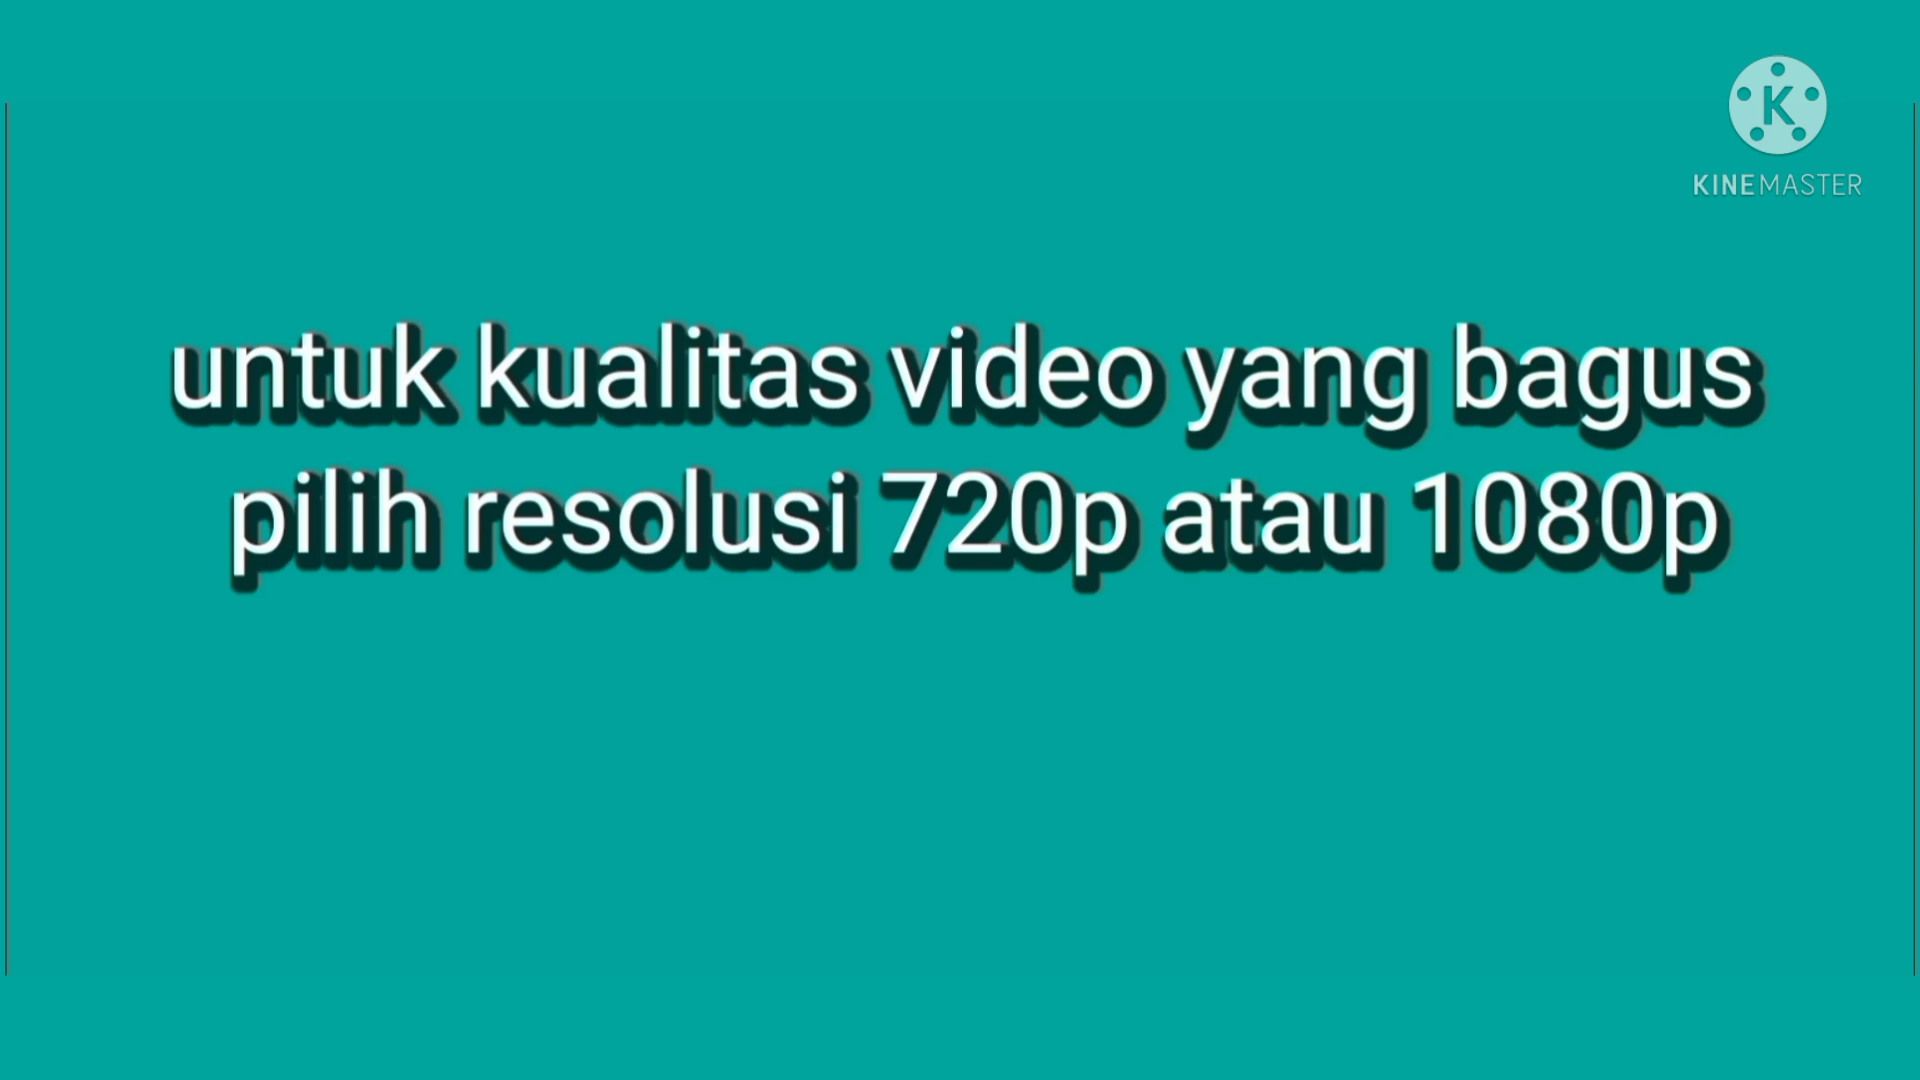 K
KINEMASTER
untuk kualitas video yang bagus
pilih resolusi 720p atau 1080p